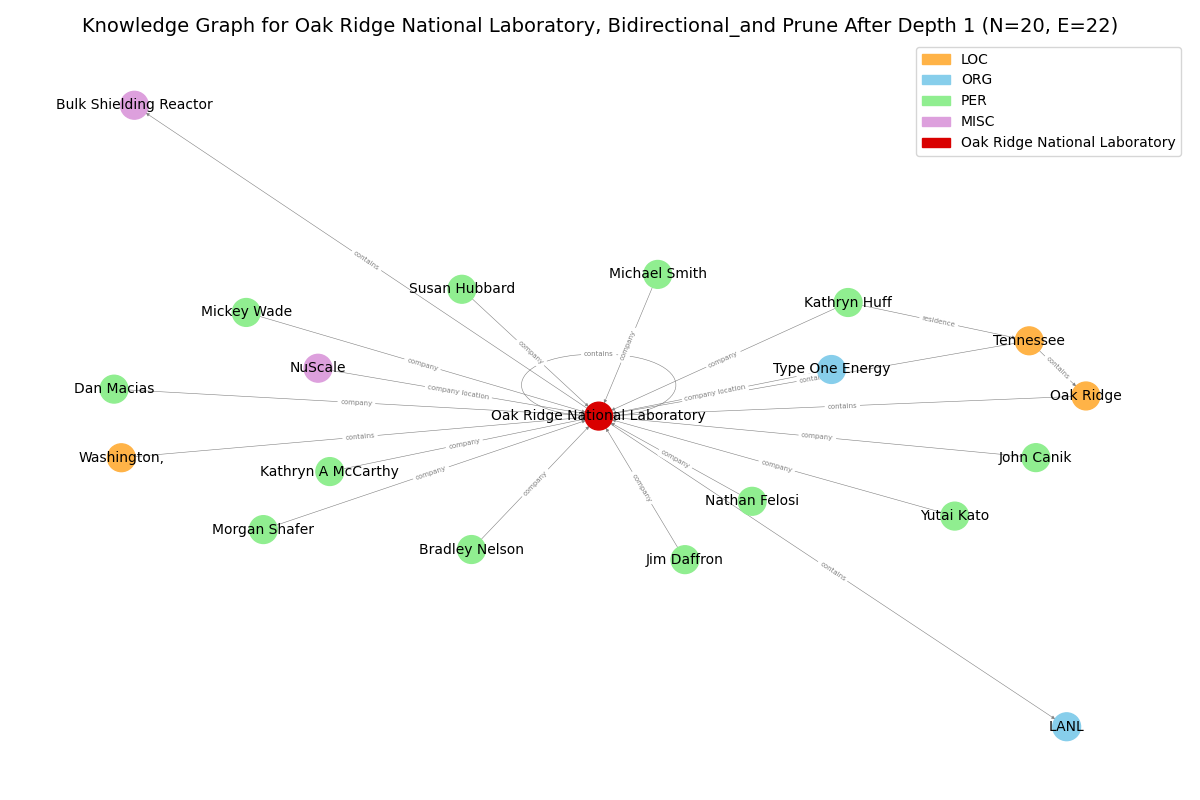 Knowledge Graph for Oak Ridge National Laboratory, Bidirectional_and Prune After Depth 1 (N=20, E=22)
LOC
ORG
PER
MISC
Oak Ridge National Laboratory
Bulk Shielding Reactor
contains
Michael Smith
Susan Hubbard
Kathryn Huff
Mickey Wade
residence
Tennessee
company
company
contains
company
company
contains
NuScale
Type One Energy
contai
Dan Macias
company location
company location
Oak Ridge
company
contains
Oak Ridge National Laboratory
Washington,
contains
company
company
John Canik
Kathryn A McCarthy
company
company
company
company
company
Nathan Felosi
Yutai Kato
Morgan Shafer
Bradley Nelson
Jim Daffron
contains
LANL